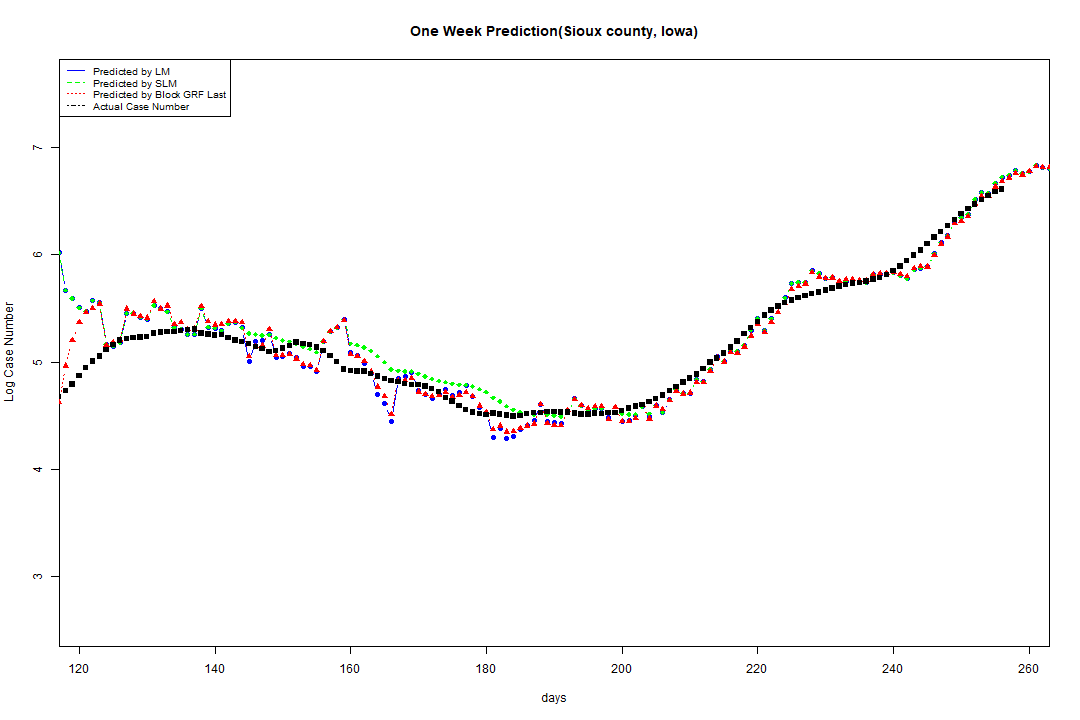 One Week Prediction(Sioux county, Iowa)
Predicted by LM
Predicted by SLM
Predicted by Block GRF Last
Actual Case Number
7
6
5
4
3
Log Case Number
120 140 160 180 200 220 240 260
days